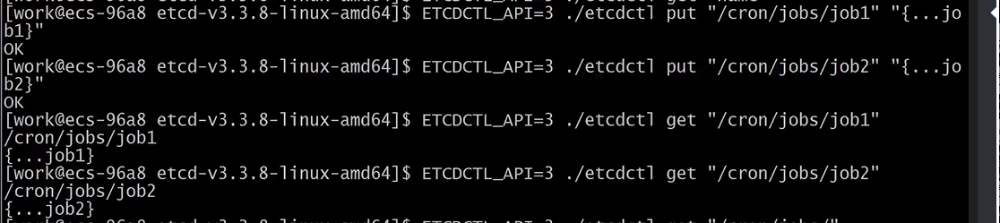 [work@ecs-96a8 etcd-v3.3.8-linux-amd64]$ ETCDCTL_API=3 ./etcdctl put "/cron/jobs/job1" "{...jo
b1}"
OK
[work@ecs-96a8 etcd-v3.3.8-linux-amd64]$ ETCDCTL_API=3 ./etcdctl put "/cron/jobs/job2" "{...jo
b2}"
OK
[work@ecs-96a8 etcd-v3.3.8-linux-amd64]$ ETCDCTL_API=3 ./etcdctl get "/cron/jobs/job1"
/cron/jobs/job1
{...job1}
[work@ecs-96a8 etcd-v3.3.8-linux-amd64]$ ETCDCTL_API=3 ./etcdctl get "/cron/jobs/job2"
/cron/jobs/job2
{...job2}